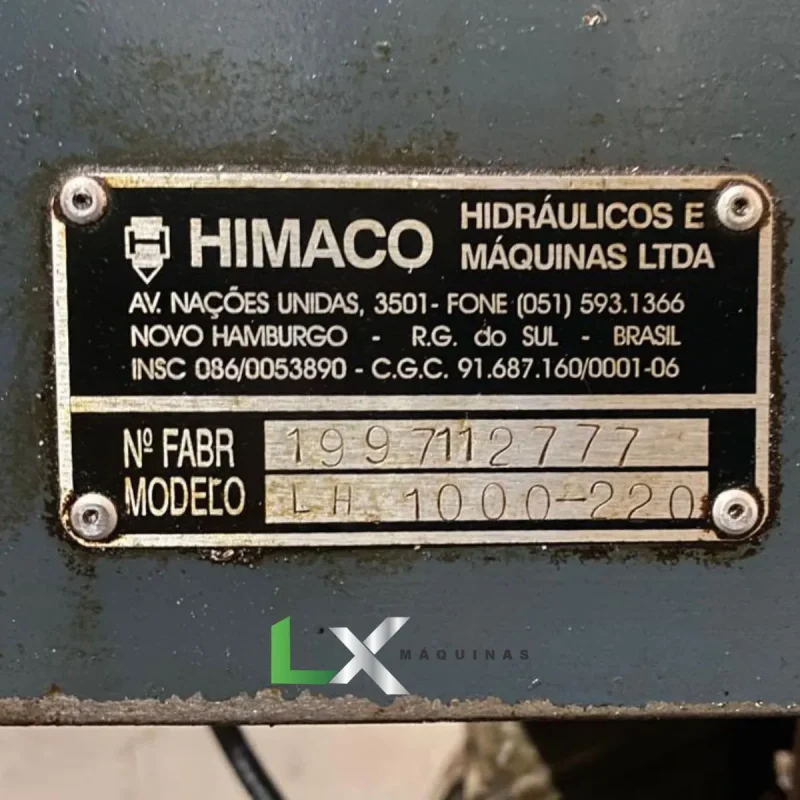 HIMACO HIDRÁULICOS E
MÁQUINAS LTDA
AV. NAÇÕES UNIDAS, 3501- FONE (051) 593.1366
NOVO HAMBURGO - R.G. do SUL - BRASIL
INSC 086/0053890 - C.G.C. 91.687.160/0001-06
Nº FABR 1997112777
MODELO LH 1000-220
LX MÁQUINAS